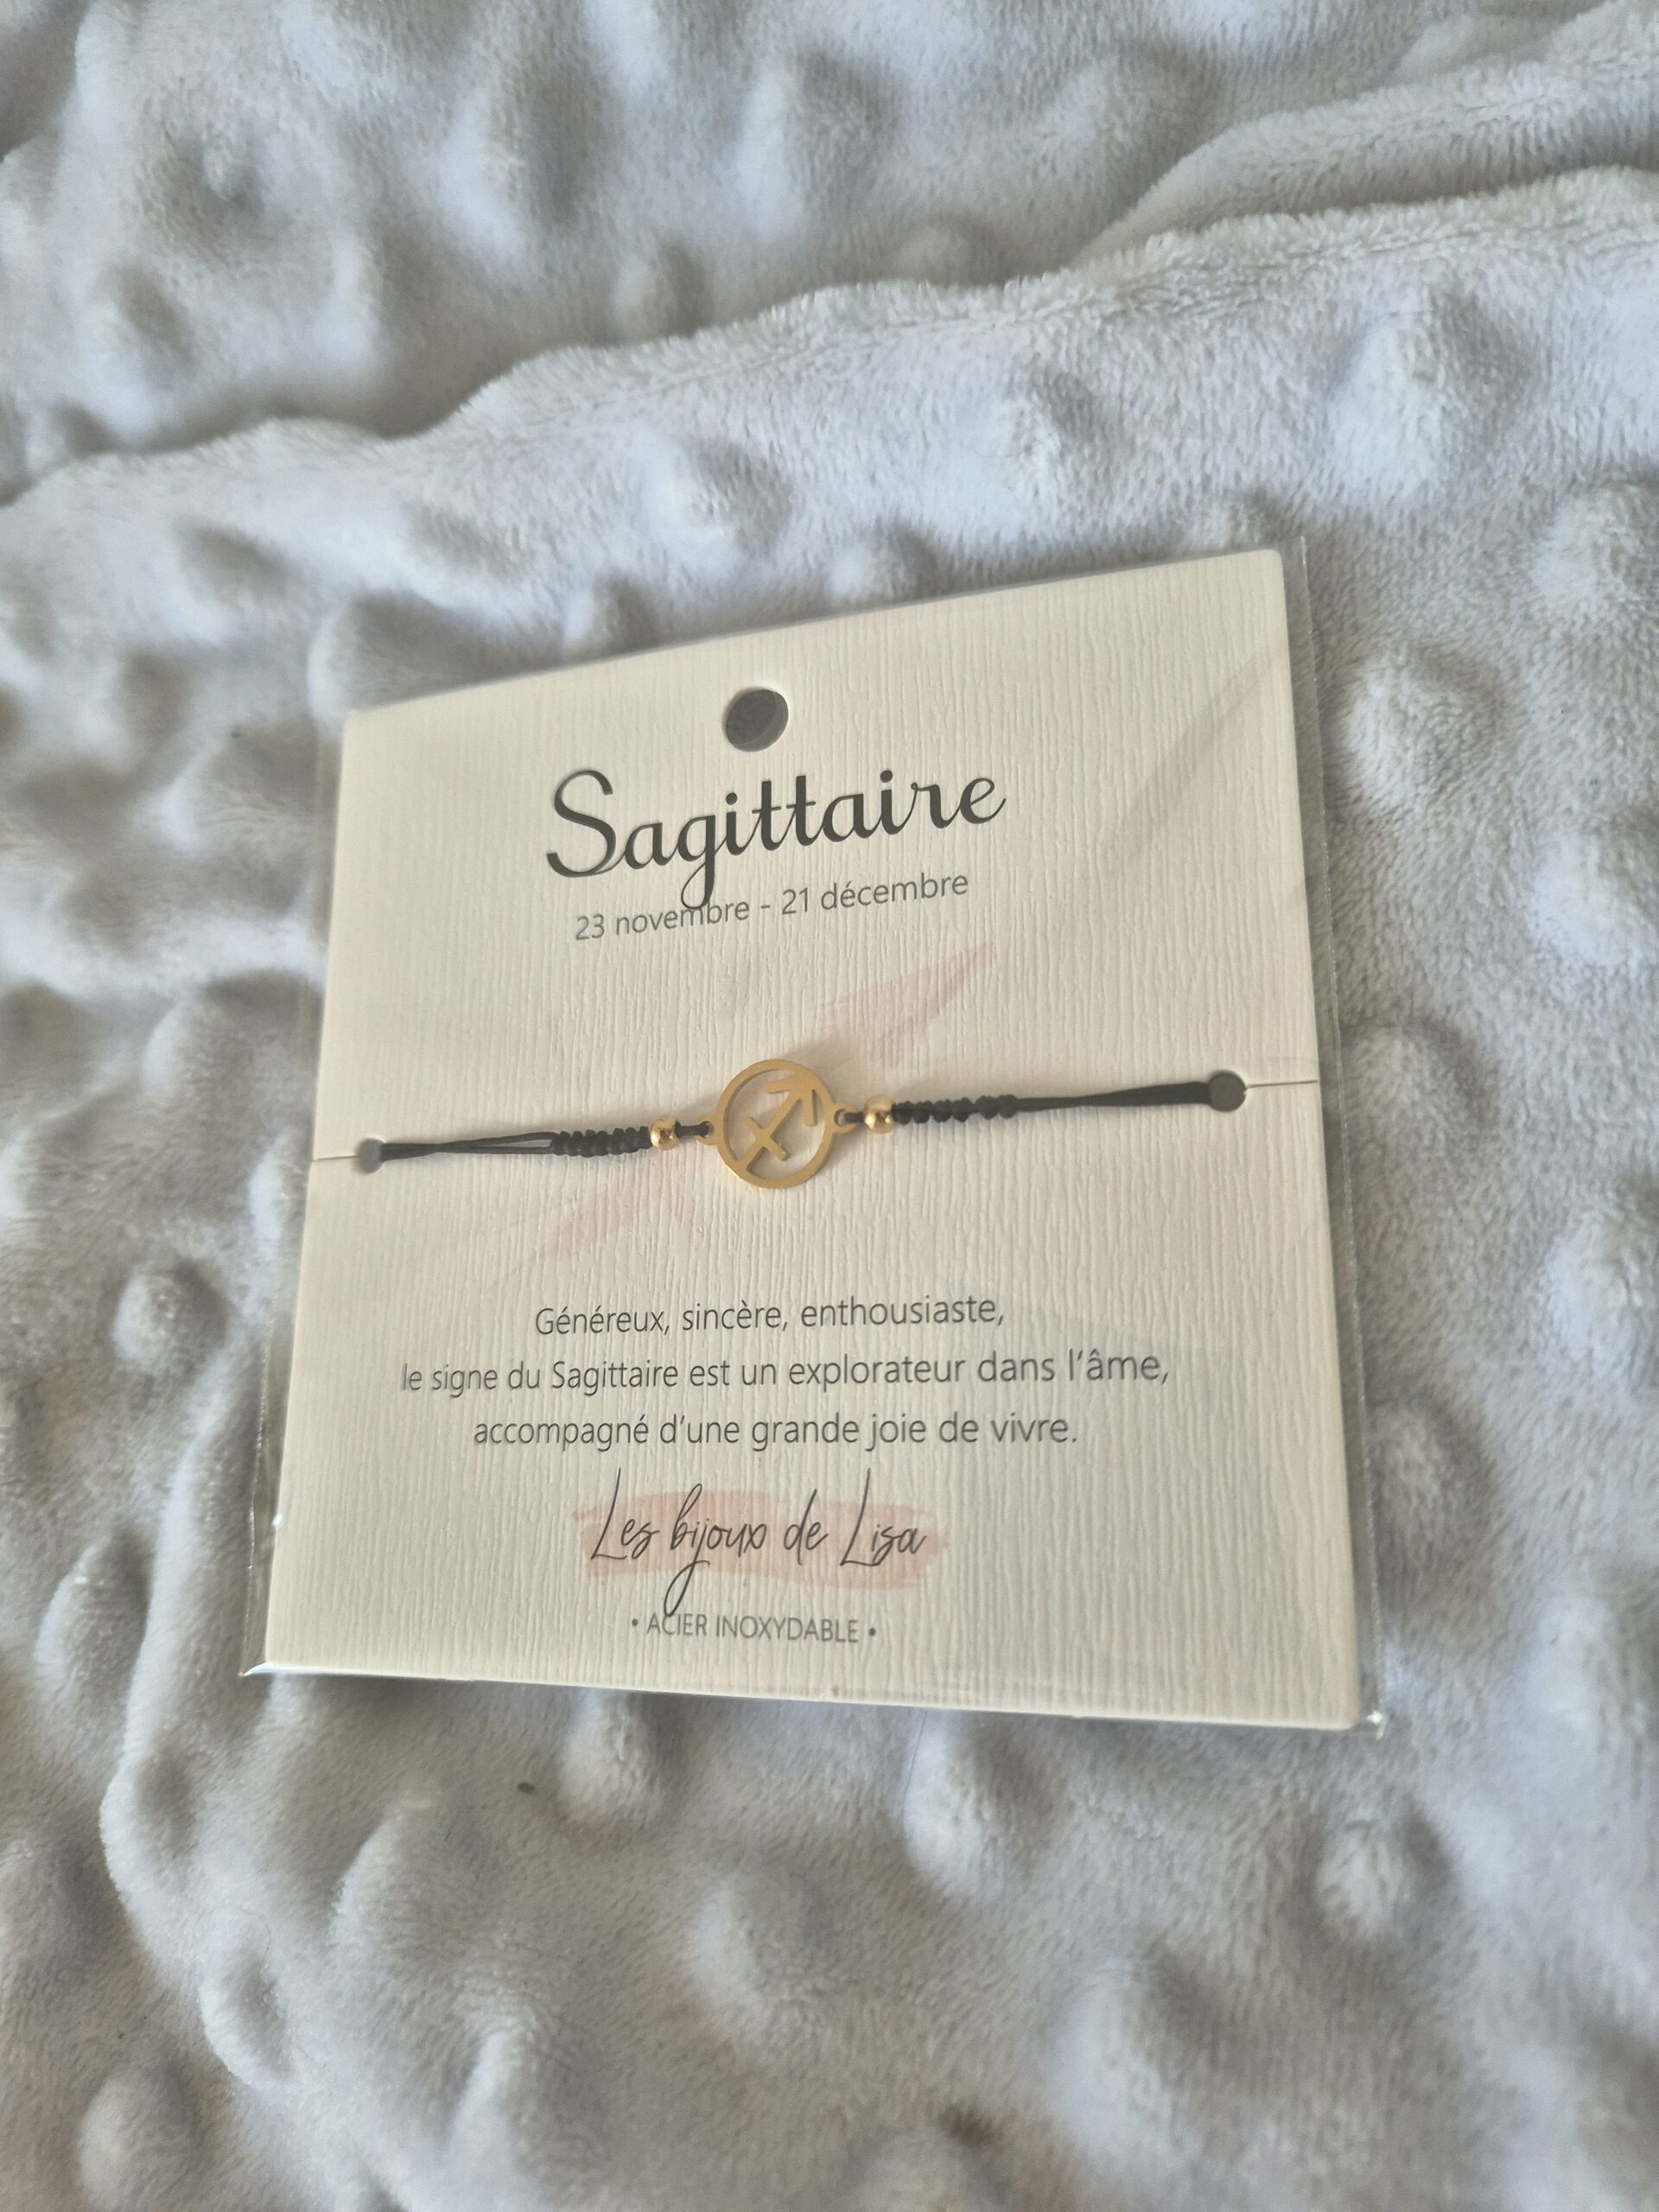 Sagittaire
23 novembre - 21 décembre
Généreux, sincère, enthousiaste,
le signe du Sagittaire est un explorateur dans l'âme,
accompagné d'une grande joie de vivre.
Les bijoux de Lisa
• ACIER INOXYDABLE •